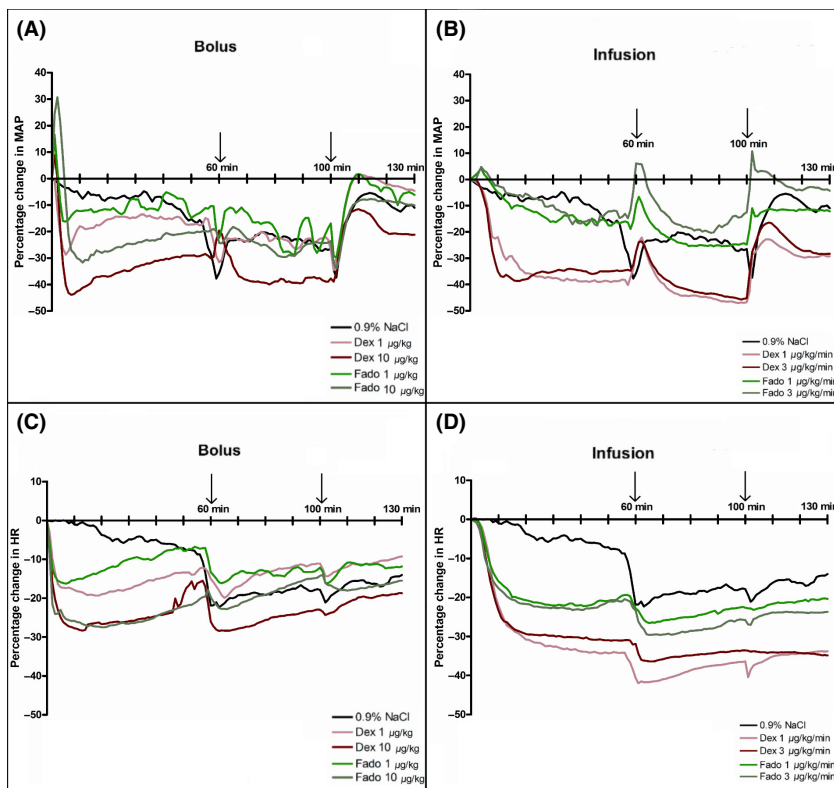 (A)
Bolus
Percentage change in MAP
40
30
20
10
0
–10
–20
–30
–40
–50
60 min
100 min
130 min
0.9% NaCl
Dex 1 µg/kg
Dex 10 µg/kg
Fado 1 µg/kg
Fado 10 µg/kg
(B)
Infusion
Percentage change in MAP
40
30
20
10
0
–10
–20
–30
–40
–50
60 min
100 min
130 min
0.9% NaCl
Dex 1 µg/kg/min
Dex 3 µg/kg/min
Fado 1 µg/kg/min
Fado 3 µg/kg/min
(C)
Bolus
Percentage change in HR
10
0
–10
–20
–30
–40
–50
60 min
100 min
130 min
0.9% NaCl
Dex 1 µg/kg
Dex 10 µg/kg
Fado 1 µg/kg
Fado 10 µg/kg
(D)
Infusion
Percentage change in HR
10
0
–10
–20
–30
–40
–50
60 min
100 min
130 min
0.9% NaCl
Dex 1 µg/kg/min
Dex 3 µg/kg/min
Fado 1 µg/kg/min
Fado 3 µg/kg/min